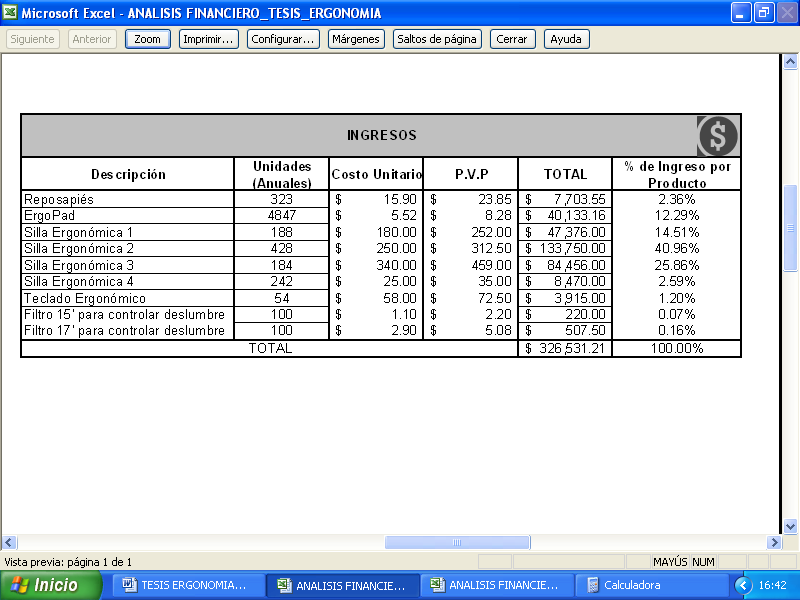 Microsoft Excel - ANALISIS FINANCIERO_TESIS_ERGONOMIA
Siguiente Anterior Zoom Imprimir... Configurar... Márgenes Saltos de página Cerrar Ayuda
INGRESOS $
Descripción Unidades (Anuales) Costo Unitario P.V.P TOTAL % de Ingreso por Producto
Reposapiés 323 $ 15.90 $ 23.85 $ 7,703.55 2.36%
ErgoPad 4847 $ 5.52 $ 8.28 $ 40,133.16 12.29%
Silla Ergonómica 1 188 $ 180.00 $ 252.00 $ 47,376.00 14.51%
Silla Ergonómica 2 428 $ 250.00 $ 312.50 $ 133,750.00 40.96%
Silla Ergonómica 3 184 $ 340.00 $ 459.00 $ 84,456.00 25.86%
Silla Ergonómica 4 242 $ 25.00 $ 35.00 $ 8,470.00 2.59%
Teclado Ergonómico 54 $ 58.00 $ 72.50 $ 3,915.00 1.20%
Filtro 15' para controlar deslumbre 100 $ 1.10 $ 2.20 $ 220.00 0.07%
Filtro 17' para controlar deslumbre 100 $ 2.90 $ 5.08 $ 507.50 0.16%
TOTAL $ 326,531.21 100.00%
Vista previa: página 1 de 1 MAYÚS NUM
Inicio TESIS ERGONOMIA... ANALISIS FINANCIE... ANALISIS FINANCIE... Calculadora 16:42